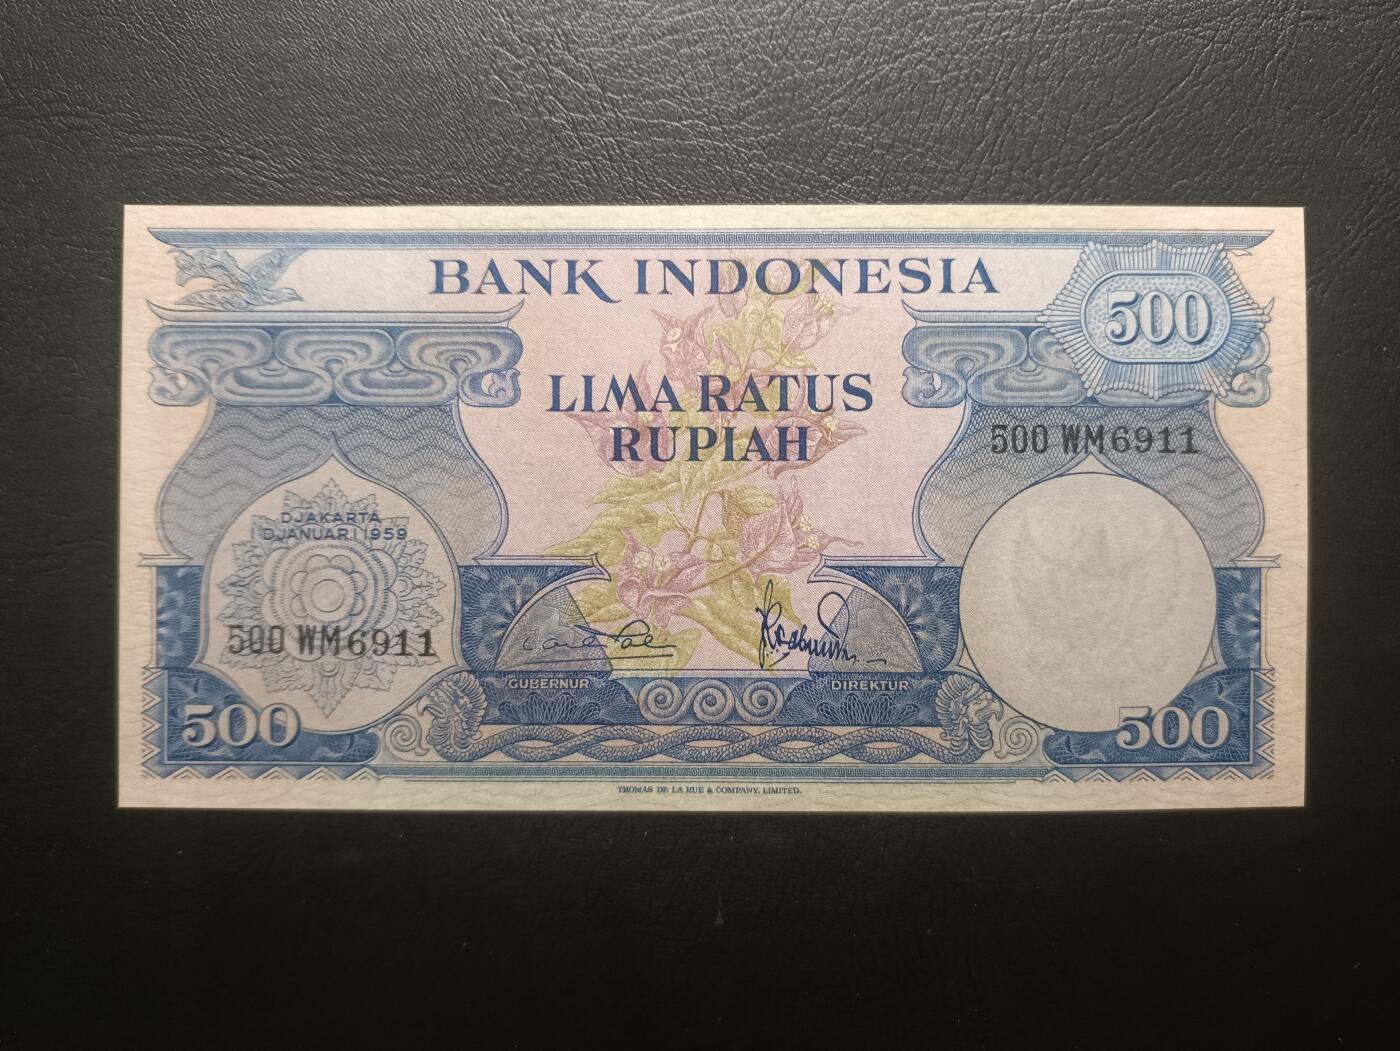 BANK INDONESIA
500
LIMA RATUS
RUPIAH
500 WM6911
DJAKARTA
1 DJANUARI 1959
500 WM6911
GUBERNUR
DIREKTUR
500
500
THOMAS DE LA RUE & COMPANY, LIMITED.